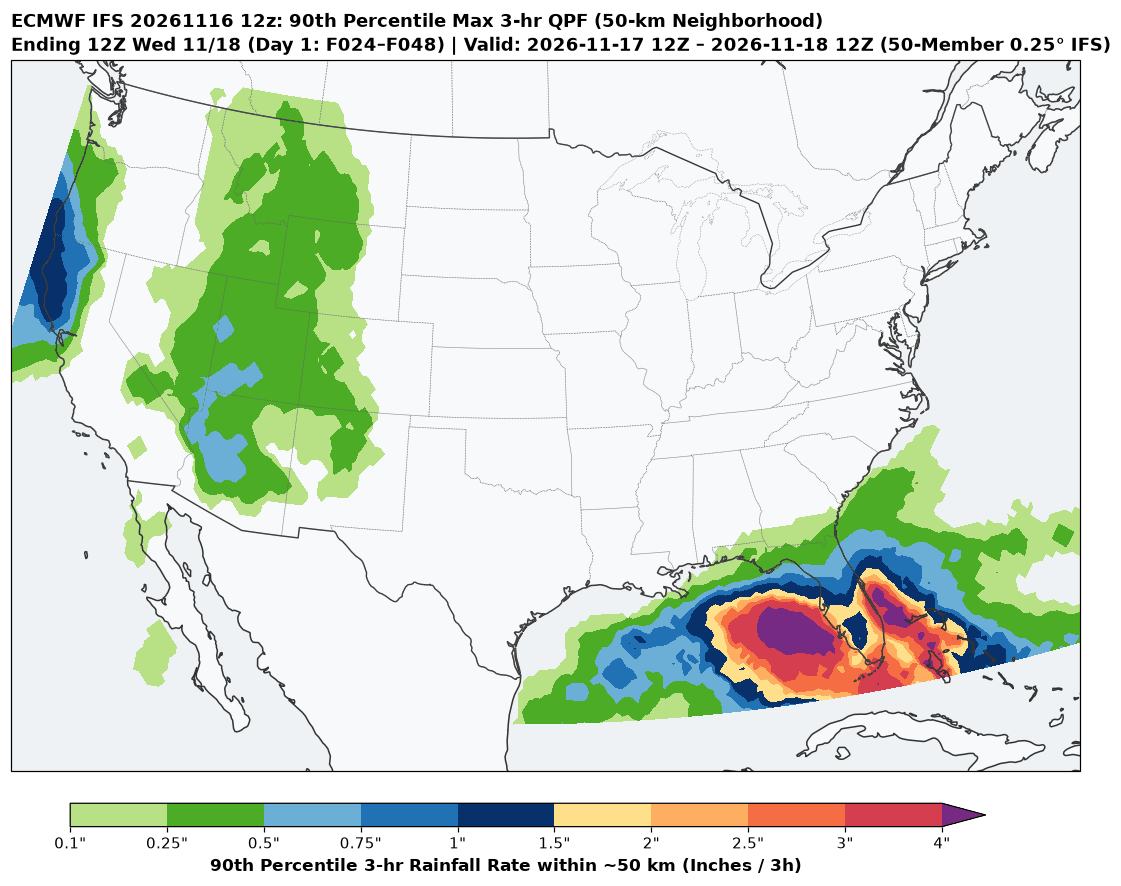 ECMWF IFS 20261116 12z: 90th Percentile Max 3-hr QPF (50-km Neighborhood)
Ending 12Z Wed 11/18 (Day 1: F024–F048) | Valid: 2026-11-17 12Z – 2026-11-18 12Z (50-Member 0.25° IFS)
0.1" 0.25" 0.5" 0.75" 1" 1.5" 2" 2.5" 3" 4"
90th Percentile 3-hr Rainfall Rate within ~50 km (Inches / 3h)